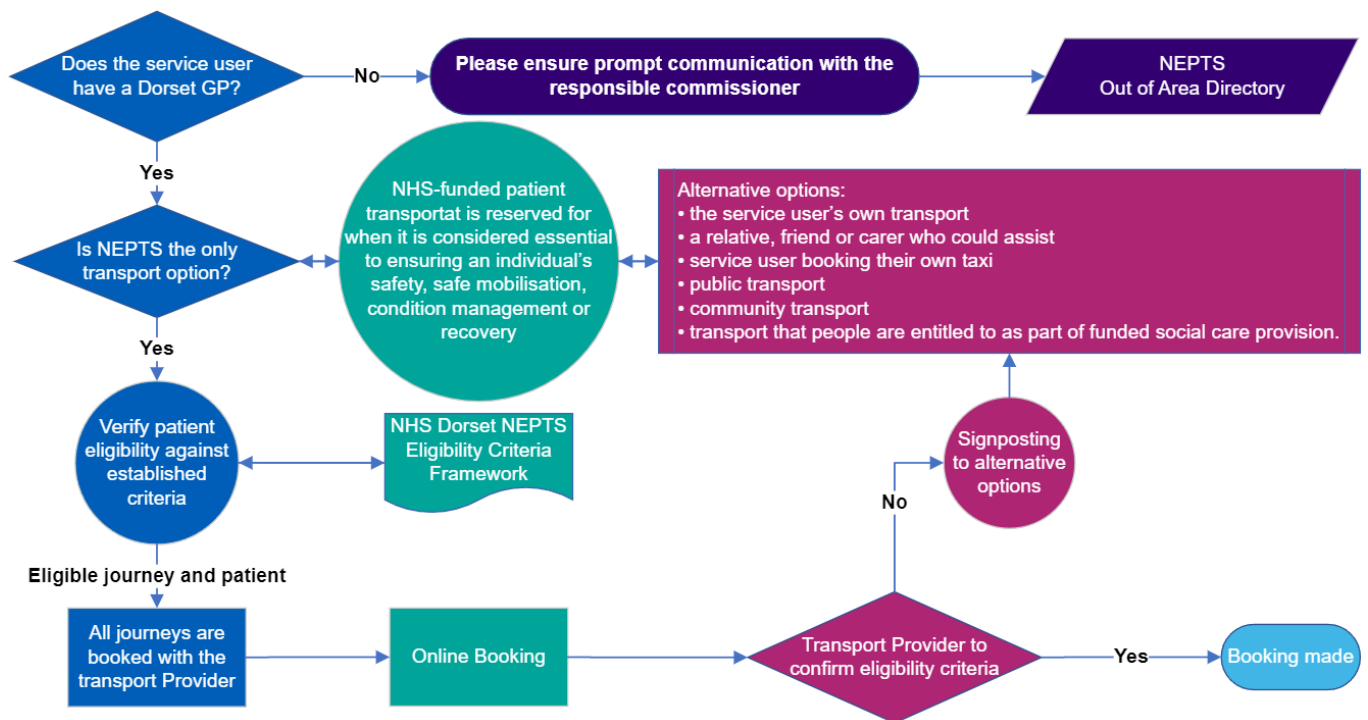 Does the service user
have a Dorset GP?
No
Please ensure prompt communication with the
responsible commissioner
NEPTS
Out of Area Directory
Yes
Is NEPTS the only
transport option?
NHS-funded patient
transportat is reserved for
when it is considered essential
to ensuring an individual’s
safety, safe mobilisation,
condition management or
recovery
Alternative options:
• the service user’s own transport
• a relative, friend or carer who could assist
• service user booking their own taxi
• public transport
• community transport
• transport that people are entitled to as part of funded social care provision.
Yes
Verify patient
eligibility against
established
criteria
NHS Dorset NEPTS
Eligibility Criteria
Framework
Signposting
to alternative
options
No
Eligible journey and patient
All journeys are
booked with the
transport Provider
Online Booking
Transport Provider to
confirm eligibility criteria
Yes
Booking made